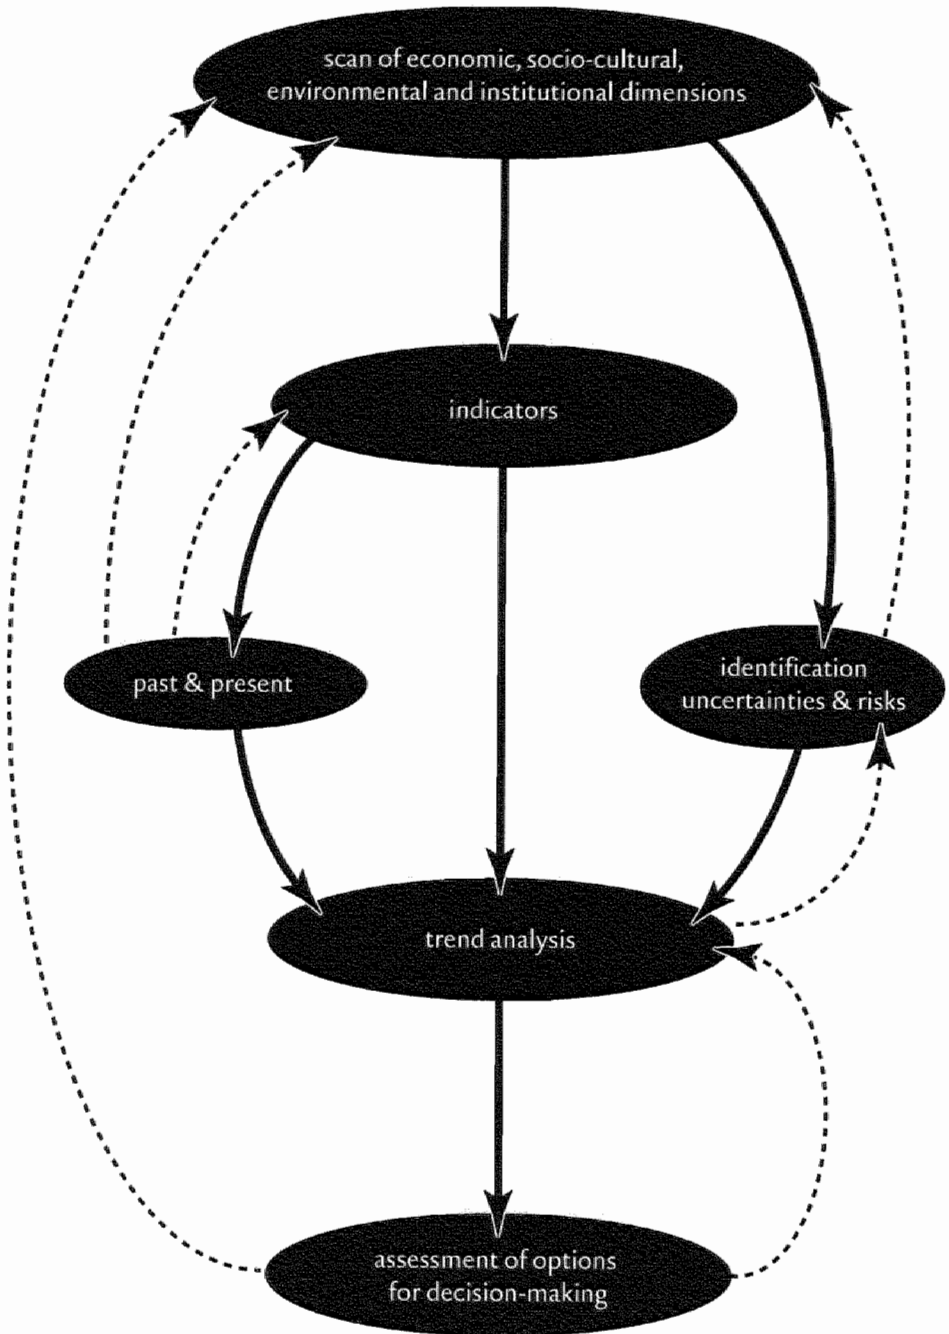 scan of economic, socio-cultural,
environmental and institutional dimensions
indicators
past & present
identification
uncertainties & risks
trend analysis
assessment of options
for decision-making